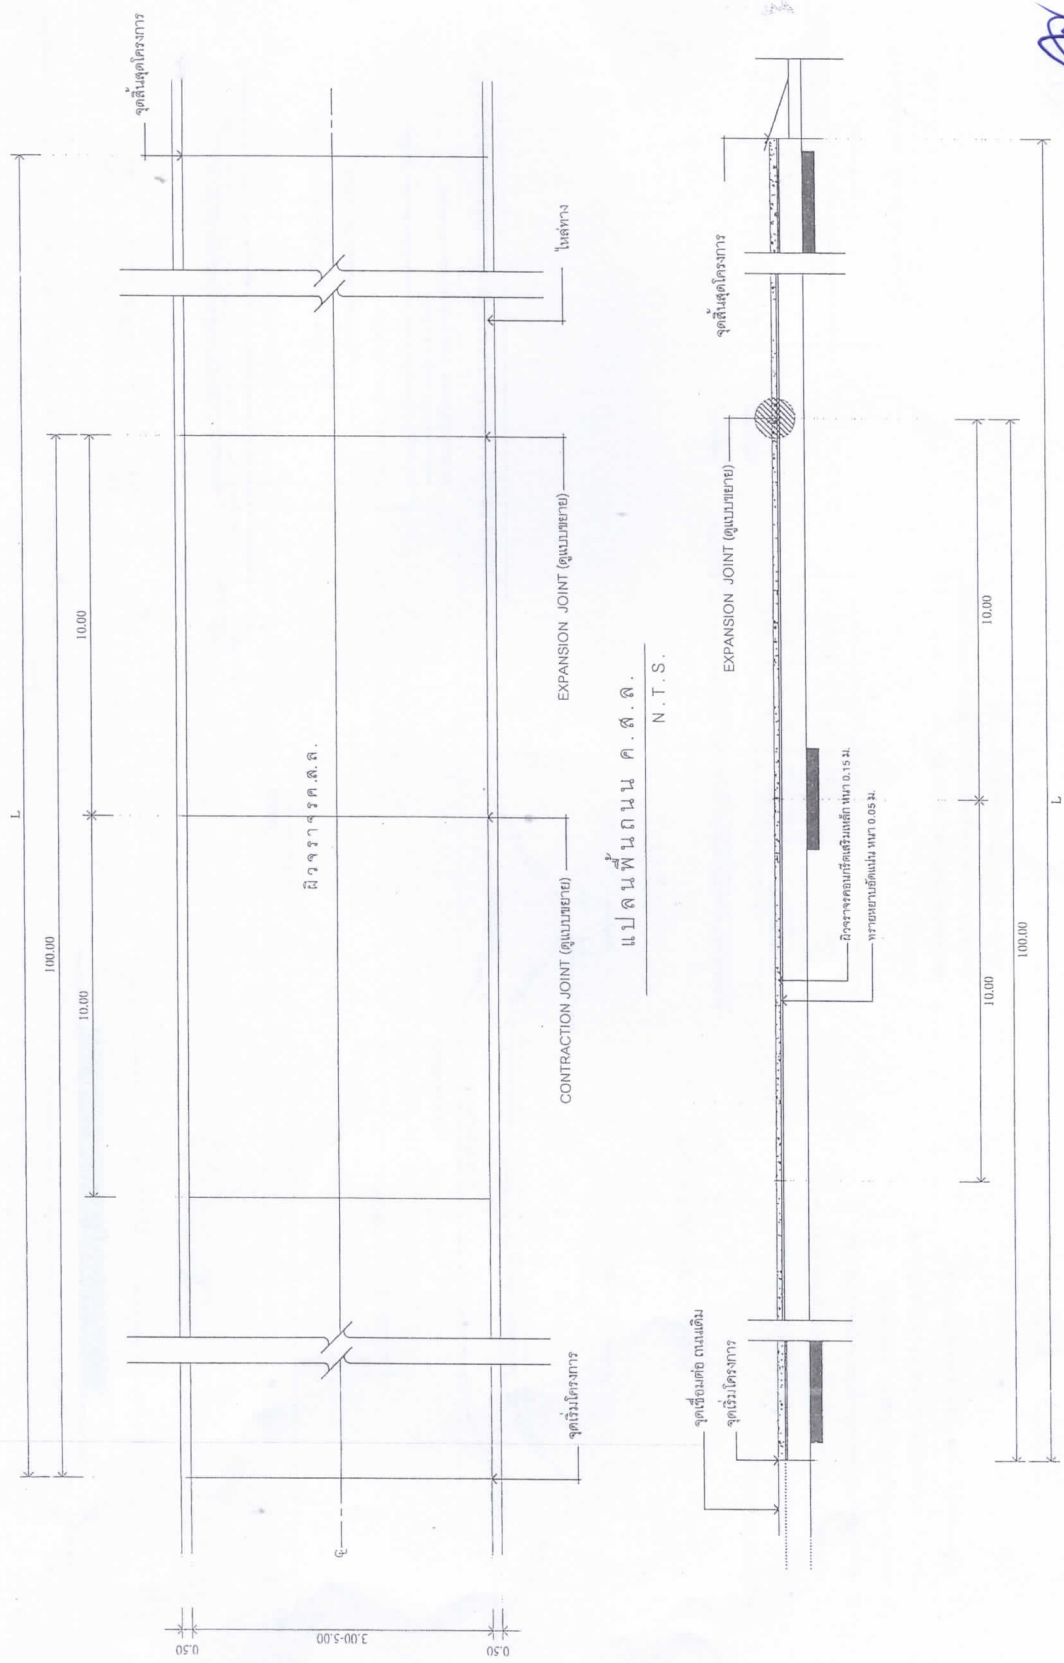 L
100.00
10.00
10.00
จุดสิ้นสุดโครงการ
ผิวจราจรค.ส.ล.
℄
0.50
3.00-5.00
0.50
จุดเริ่มโครงการ
CONTRACTION JOINT (ดูแบบขยาย)
EXPANSION JOINT (ดูแบบขยาย)
ไหล่ทาง
แปลนพื้นถนน ค.ส.ล.
N.T.S.
จุดเชื่อมต่อ ถนนเดิม
จุดเริ่มโครงการ
EXPANSION JOINT (ดูแบบขยาย)
จุดสิ้นสุดโครงการ
ผิวจราจรคอนกรีตเสริมเหล็ก หนา 0.15 ม.
ทรายหยาบอัดแน่น หนา 0.05 ม.
10.00
10.00
100.00
L